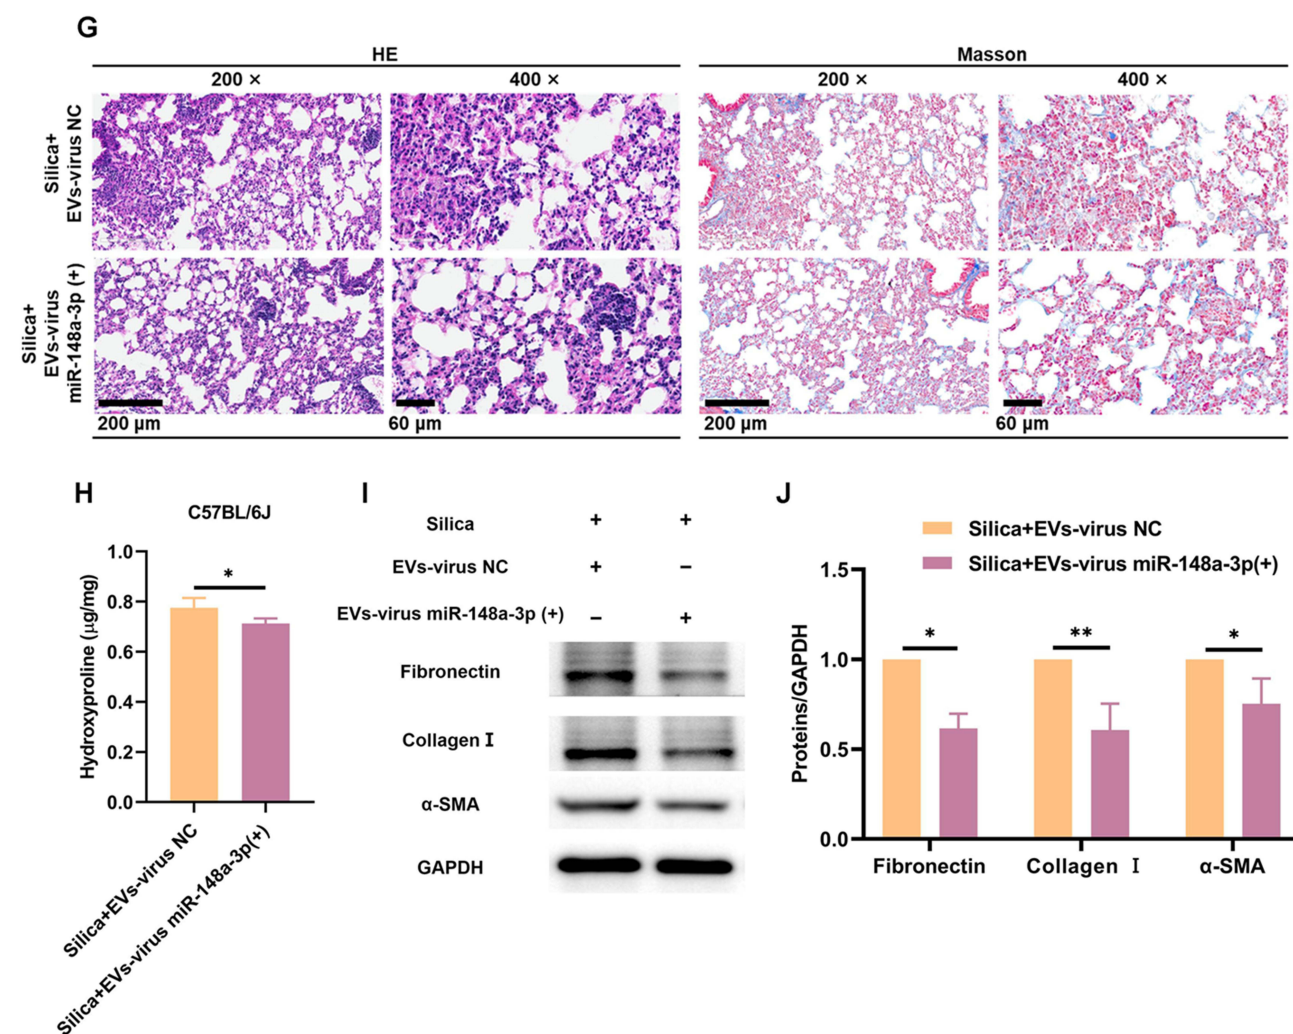 G
HE
Masson
200 ×
400 ×
200 ×
400 ×
Silica+
EVs-virus NC
Silica+
EVs-virus
miR-148a-3p (+)
200 µm
60 µm
200 µm
60 µm
H
C57BL/6J
Hydroxyproline (µg/mg)
1.0
0.8
0.6
0.4
0.2
0.0
*
Silica+EVs-virus NC
Silica+EVs-virus miR-148a-3p(+)
I
Silica + +
EVs-virus NC + −
EVs-virus miR-148a-3p (+) − +
Fibronectin
Collagen Ⅰ
α-SMA
GAPDH
J
Silica+EVs-virus NC
Silica+EVs-virus miR-148a-3p(+)
Proteins/GAPDH
1.5
1.0
0.5
0.0
* ** *
Fibronectin
Collagen Ⅰ
α-SMA